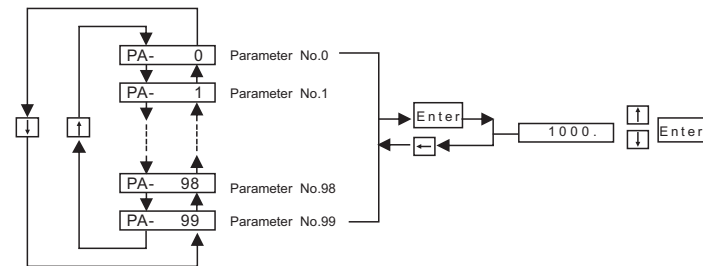 PA- 0 Parameter No.0
PA- 1 Parameter No.1
Enter
1000.
Enter
PA- 98 Parameter No.98
PA- 99 Parameter No.99